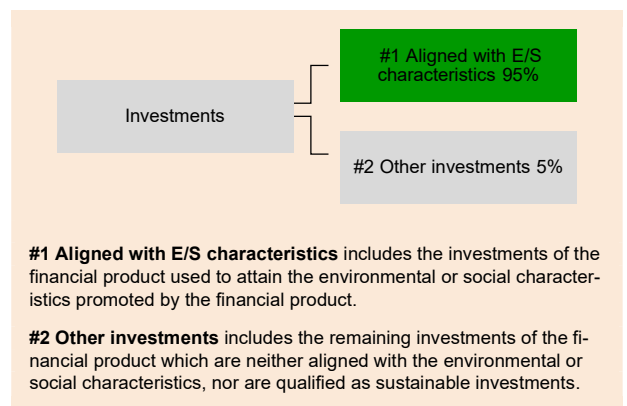 #1 Aligned with E/S
characteristics 95%
Investments
#2 Other investments 5%
#1 Aligned with E/S characteristics includes the investments of the
financial product used to attain the environmental or social character-
istics promoted by the financial product.
#2 Other investments includes the remaining investments of the fi-
nancial product which are neither aligned with the environmental or
social characteristics, nor are qualified as sustainable investments.